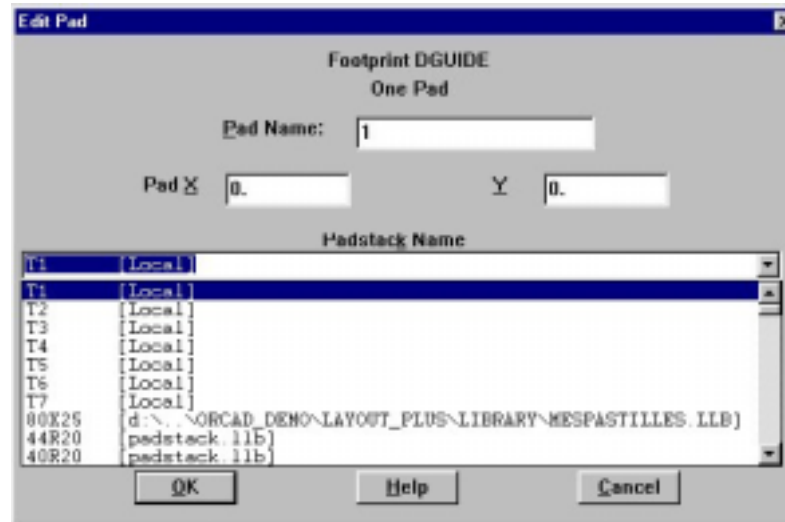 Edit Pad
Footprint DGUIDE
One Pad
Pad Name: 1
Pad X 0. Y 0.
Padstack Name
T1 [Local]
T1 [Local]
T2 [Local]
T3 [Local]
T4 [Local]
T5 [Local]
T6 [Local]
T7 [Local]
80X25 [d:\..\ORCAD_DEMO\LAYOUT_PLUS\LIBRARY\MESPASTILLES.LLB]
44R20 [padstack.llb]
40R20 [padstack.llb]
OK Help Cancel